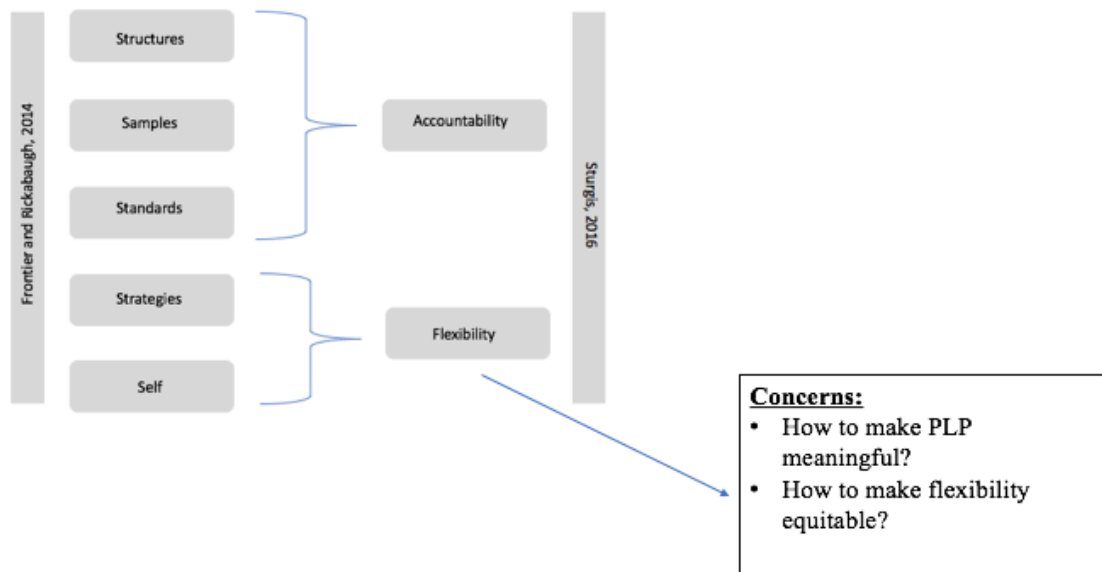 Frontier and Rickabaugh, 2014
Structures
Samples
Standards
Strategies
Self
Accountability
Flexibility
Sturgis, 2016
Concerns:
• How to make PLP
meaningful?
• How to make flexibility
equitable?